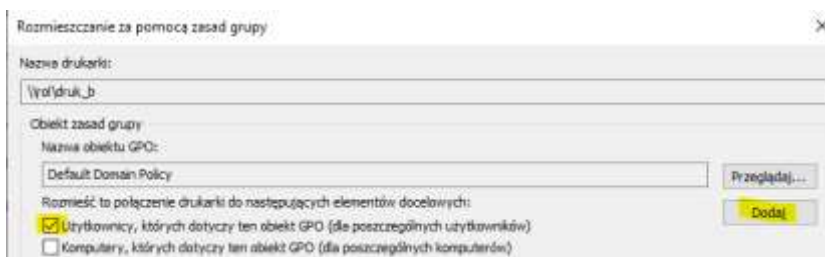 Rozmieszczanie za pomocą zasad grupy
Nazwa drukarki:
\\rol\druk_b
Obiekt zasad grupy
Nazwa obiektu GPO:
Default Domain Policy
Przeglądaj...
Rozmieść to połączenie drukarki do następujących elementów docelowych:
Dodaj
Użytkownicy, których dotyczy ten obiekt GPO (dla poszczególnych użytkowników)
Komputery, których dotyczy ten obiekt GPO (dla poszczególnych komputerów)